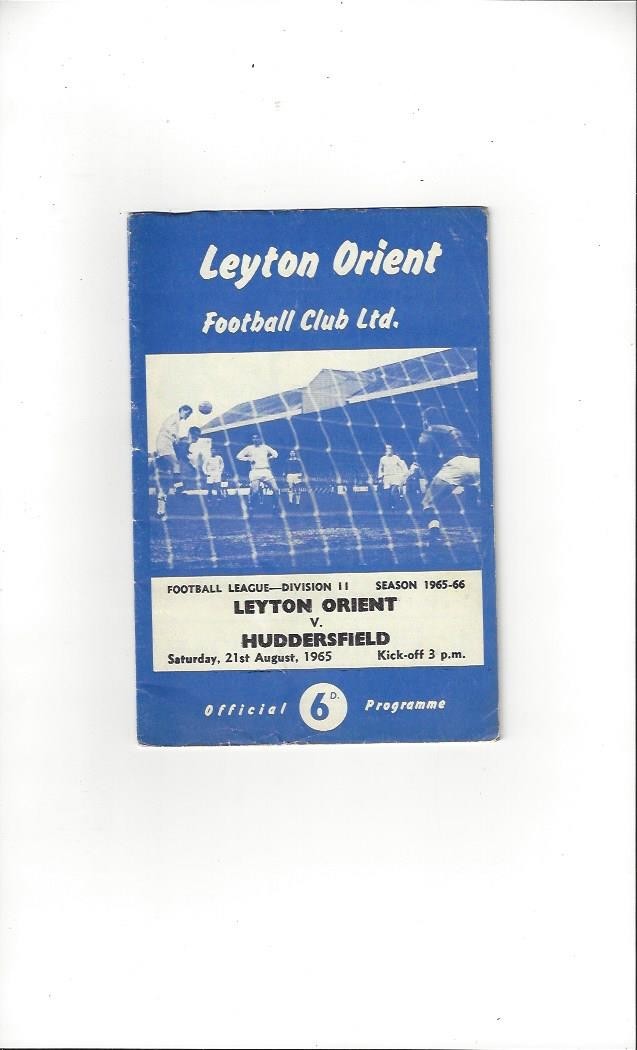 Leyton Orient
Football Club Ltd.
FOOTBALL LEAGUE—DIVISION II SEASON 1965-66
LEYTON ORIENT
V.
HUDDERSFIELD
Saturday, 21st August, 1965 Kick-off 3 p.m.
Official 6D. Programme